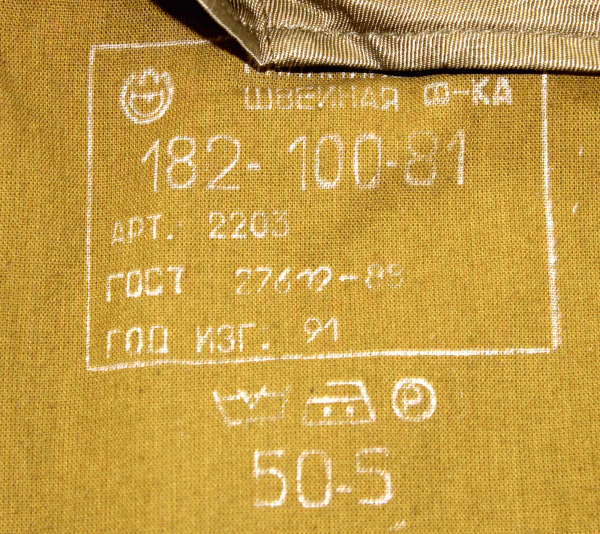 ШВЕЙНАЯ Ф-КА
182-100-81
АРТ.: 2203
ГОСТ
ГОД ИЗГ. 91
P
50-5